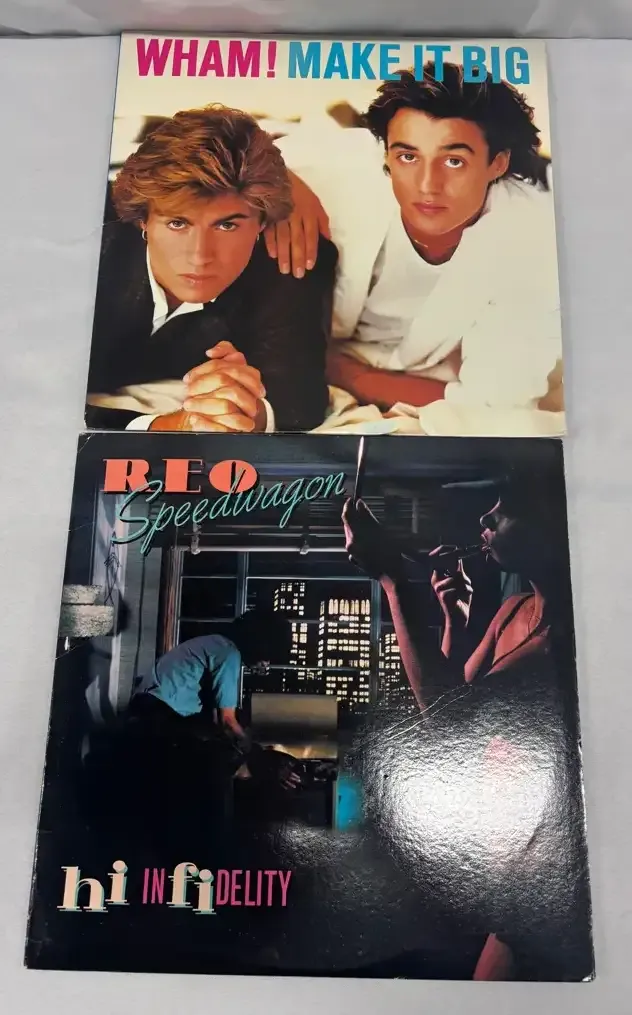 WHAM! MAKE IT BIG
REO
Speedwagon
hi INfiDELITY